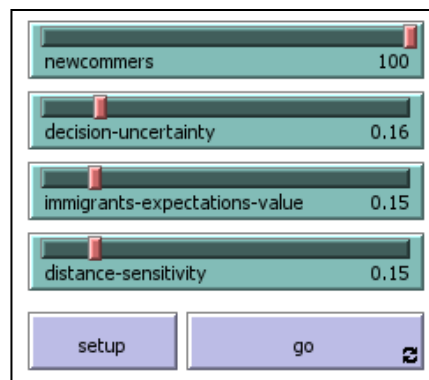 newcommers 100
decision-uncertainty 0.16
immigrants-expectations-value 0.15
distance-sensitivity 0.15
setup go